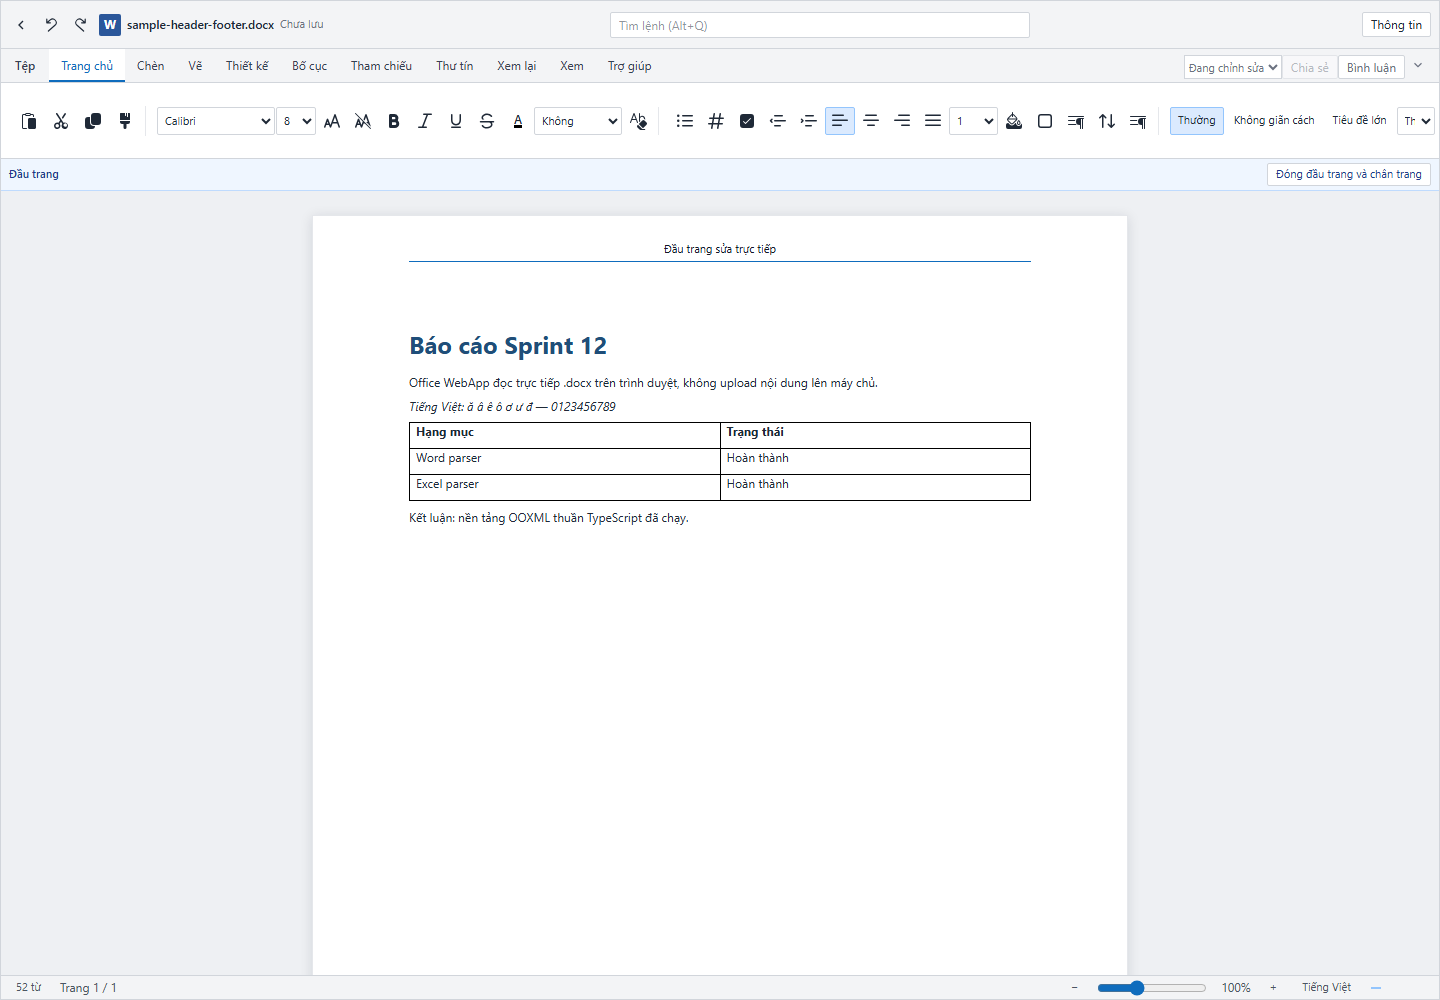 W sample-header-footer.docx Chưa lưu
Tìm lệnh (Alt+Q)
Thông tin
Tệp Trang chủ Chèn Vẽ Thiết kế Bố cục Tham chiếu Thư tín Xem lại Xem Trợ giúp
Đang chỉnh sửa Chia sẻ Bình luận
Calibri 8 AA AA B I U S A Không Ab 1 Thường Không giãn cách Tiêu đề lớn Th
Đầu trang
Đóng đầu trang và chân trang
Đầu trang sửa trực tiếp
Báo cáo Sprint 12
Office WebApp đọc trực tiếp .docx trên trình duyệt, không upload nội dung lên máy chủ.
Tiếng Việt: ă â ê ô ơ ư đ — 0123456789
Hạng mục Trạng thái
Word parser Hoàn thành
Excel parser Hoàn thành
Kết luận: nền tảng OOXML thuần TypeScript đã chạy.
52 từ Trang 1 / 1
− 100% + Tiếng Việt —